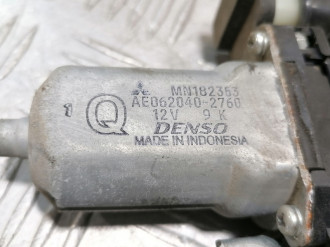 MN182353
AE062040-2760
1 Q
12V 9 K
DENSO
MADE IN INDONESIA